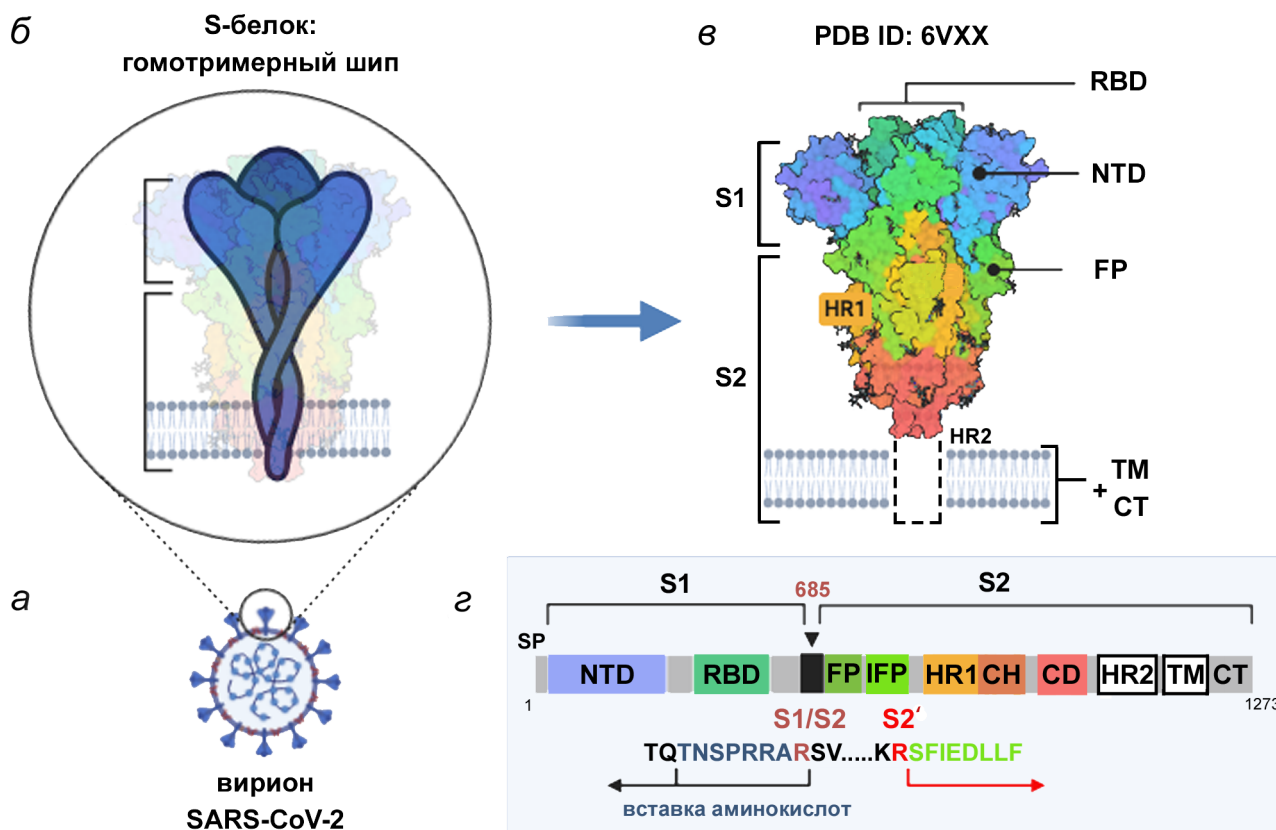 б
S-белок:
гомотримерный шип
в
PDB ID: 6VXX
RBD
S1
NTD
FP
HR1
S2
HR2
TM
+
CT
а
вирион
SARS-CoV-2
г
S1
685
S2
SP
NTD
RBD
FP
IFP
HR1
CH
CD
HR2
TM
CT
1
1273
S1/S2
S2‘
TQTNSPRRARSV.....KRSFIEDLLF
вставка аминокислот